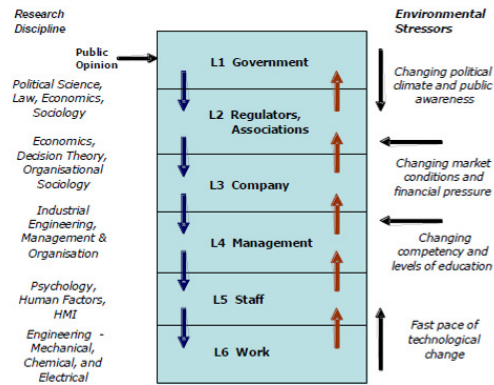 Research
Discipline
Environmental
Stressors
Public
Opinion
L1 Government
Changing political
climate and public
awareness
Political Science,
Law, Economics,
Sociology
L2 Regulators,
Associations
Economics,
Decision Theory,
Organisational
Sociology
Changing market
conditions and
financial pressure
L3 Company
Industrial
Engineering,
Management &
Organisation
L4 Management
Changing
competency and
levels of education
Psychology,
Human Factors,
HMI
L5 Staff
Engineering -
Mechanical,
Chemical, and
Electrical
L6 Work
Fast pace of
technological
change